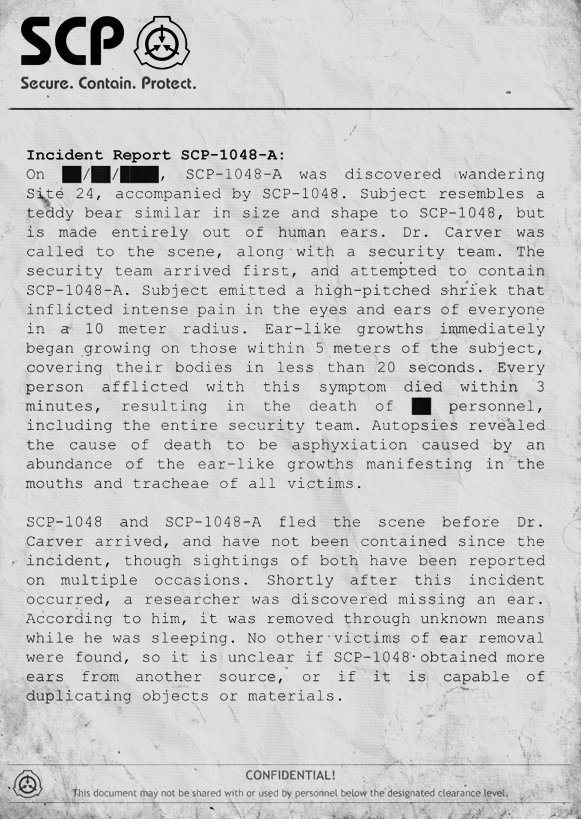 SCP
Secure. Contain. Protect.
Incident Report SCP-1048-A:
On ██/██/████, SCP-1048-A was discovered wandering
Site 24, accompanied by SCP-1048. Subject resembles a
teddy bear similar in size and shape to SCP-1048, but
is made entirely out of human ears. Dr. Carver was
called to the scene, along with a security team. The
security team arrived first, and attempted to contain
SCP-1048-A. Subject emitted a high-pitched shriek that
inflicted intense pain in the eyes and ears of everyone
in a 10 meter radius. Ear-like growths immediately
began growing on those within 5 meters of the subject,
covering their bodies in less than 20 seconds. Every
person afflicted with this symptom died within 3
minutes, resulting in the death of ██ personnel,
including the entire security team. Autopsies revealed
the cause of death to be asphyxiation caused by an
abundance of the ear-like growths manifesting in the
mouths and tracheae of all victims.
SCP-1048 and SCP-1048-A fled the scene before Dr.
Carver arrived, and have not been contained since the
incident, though sightings of both have been reported
on multiple occasions. Shortly after this incident
occurred, a researcher was discovered missing an ear.
According to him, it was removed through unknown means
while he was sleeping. No other victims of ear removal
were found, so it is unclear if SCP-1048 obtained more
ears from another source, or if it is capable of
duplicating objects or materials.
CONFIDENTIAL!
This document may not be shared with or used by personnel below the designated clearance level.